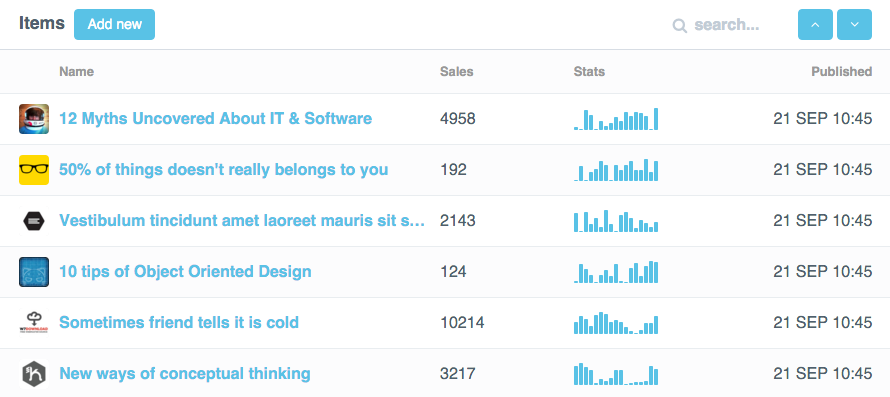 Items Add new search...
Name Sales Stats Published
12 Myths Uncovered About IT & Software 4958 21 SEP 10:45
50% of things doesn't really belongs to you 192 21 SEP 10:45
Vestibulum tincidunt amet laoreet mauris sit s... 2143 21 SEP 10:45
10 tips of Object Oriented Design 124 21 SEP 10:45
Sometimes friend tells it is cold 10214 21 SEP 10:45
New ways of conceptual thinking 3217 21 SEP 10:45